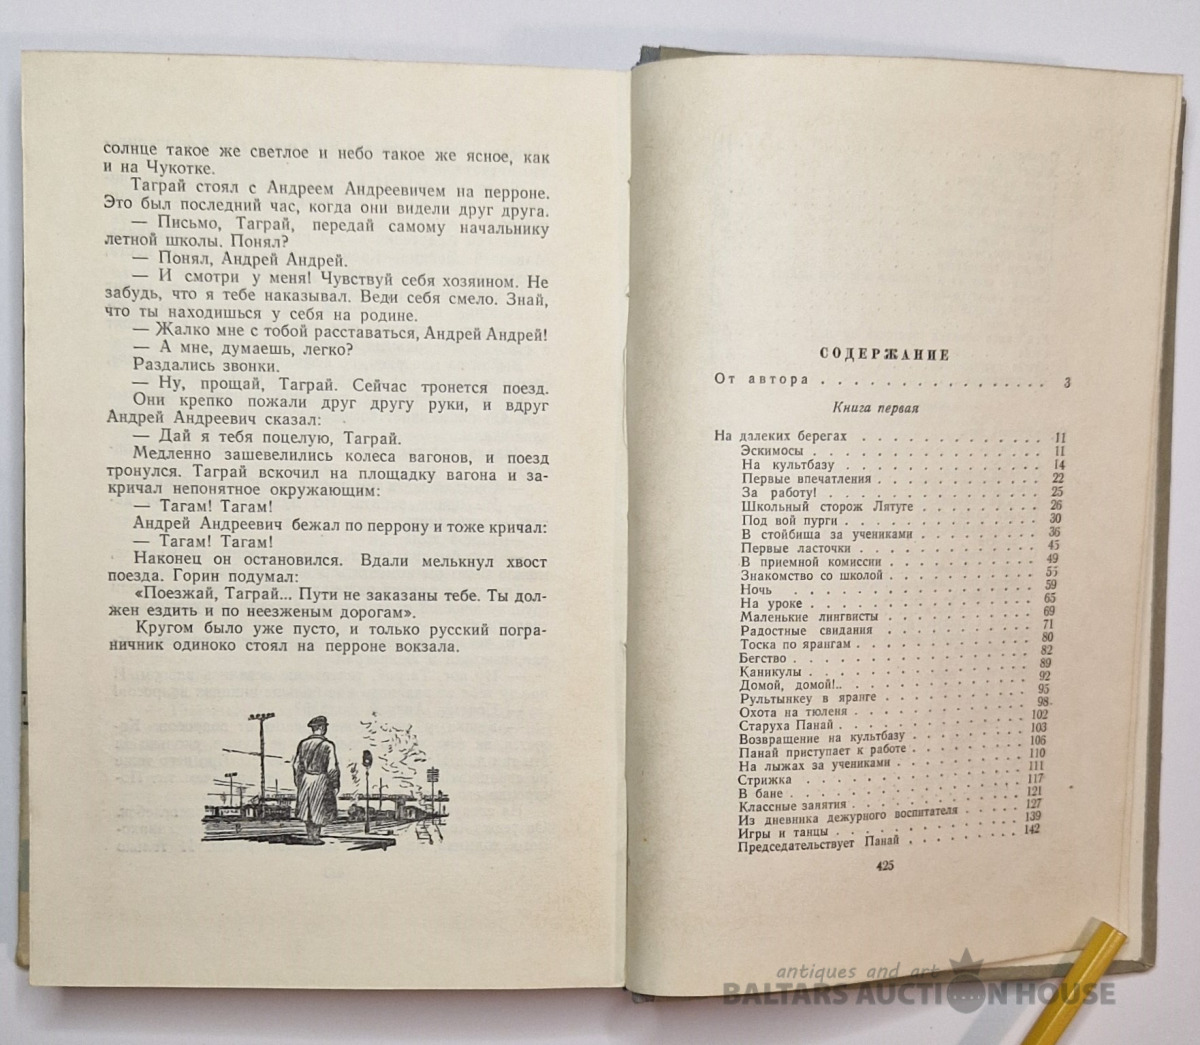 солнце такое же светлое и небо такое же ясное, как
и на Чукотке.
Таграй стоял с Андреем Андреевичем на перроне.
Это был последний час, когда они видели друг друга.
— Письмо, Таграй, передай самому начальнику
летной школы. Понял?
— Понял, Андрей Андрей.
— И смотри у меня! Чувствуй себя хозяином. Не
забудь, что я тебе наказывал. Веди себя смело. Знай,
что ты находишься у себя на родине.
— Жалко мне с тобой расставаться, Андрей Андрей!
— А мне, думаешь, легко?
Раздались звонки.
— Ну, прощай, Таграй. Сейчас тронется поезд.
Они крепко пожали друг другу руки, и вдруг
Андрей Андреевич сказал:
— Дай я тебя поцелую, Таграй.
Медленно зашевелились колеса вагонов, и поезд
тронулся. Таграй вскочил на площадку вагона и за-
кричал непонятное окружающим:
— Тагам! Тагам!
Андрей Андреевич бежал по перрону и тоже кричал:
— Тагам! Тагам!
Наконец он остановился. Вдали мелькнул хвост
поезда. Горин подумал:
«Поезжай, Таграй... Пути не заказаны тебе. Ты дол-
жен ездить и по неезженым дорогам».
Кругом было уже пусто, и только русский погра-
ничник одиноко стоял на перроне вокзала.
СОДЕРЖАНИЕ
От автора . . . . . . . . . . . . . . . . 3
Книга первая
На далеких берегах . . . . . . . . . . . . . 11
Эскимосы . . . . . . . . . . . . . . . 11
На культбазу . . . . . . . . . . . . . . 14
Первые впечатления . . . . . . . . . . . . 22
За работу! . . . . . . . . . . . . . . 25
Школьный сторож Лятуге . . . . . . . . . 26
Под вой пурги . . . . . . . . . . . . . 30
В стойбища за учениками . . . . . . . . . 36
Первые ласточки . . . . . . . . . . . . 45
В приемной комиссии . . . . . . . . . . . 49
Знакомство со школой . . . . . . . . . . 55
Ночь . . . . . . . . . . . . . . . 59
На уроке . . . . . . . . . . . . . . 65
Маленькие лингвисты . . . . . . . . . . 69
Радостные свидания . . . . . . . . . . 71
Тоска по ярангам . . . . . . . . . . . 80
Бегство . . . . . . . . . . . . . . 82
Каникулы . . . . . . . . . . . . . . 89
Домой, домой!.. . . . . . . . . . . . 92
Рультынкеу в яранге . . . . . . . . . . 95
Охота на тюленя . . . . . . . . . . . 98
Старуха Панай . . . . . . . . . . . . 102
Возвращение на культбазу . . . . . . . . 103
Панай приступает к работе . . . . . . . . 106
На лыжах за учениками . . . . . . . . . 110
Стрижка . . . . . . . . . . . . . . 111
В бане . . . . . . . . . . . . . . 117
Классные занятия . . . . . . . . . . . 121
Из дневника дежурного воспитателя . . . . . 127
Игры и танцы . . . . . . . . . . . . 139
Председательствует Панай . . . . . . . . 142
425
antiques and art
BALTARS AUCTION HOUSE